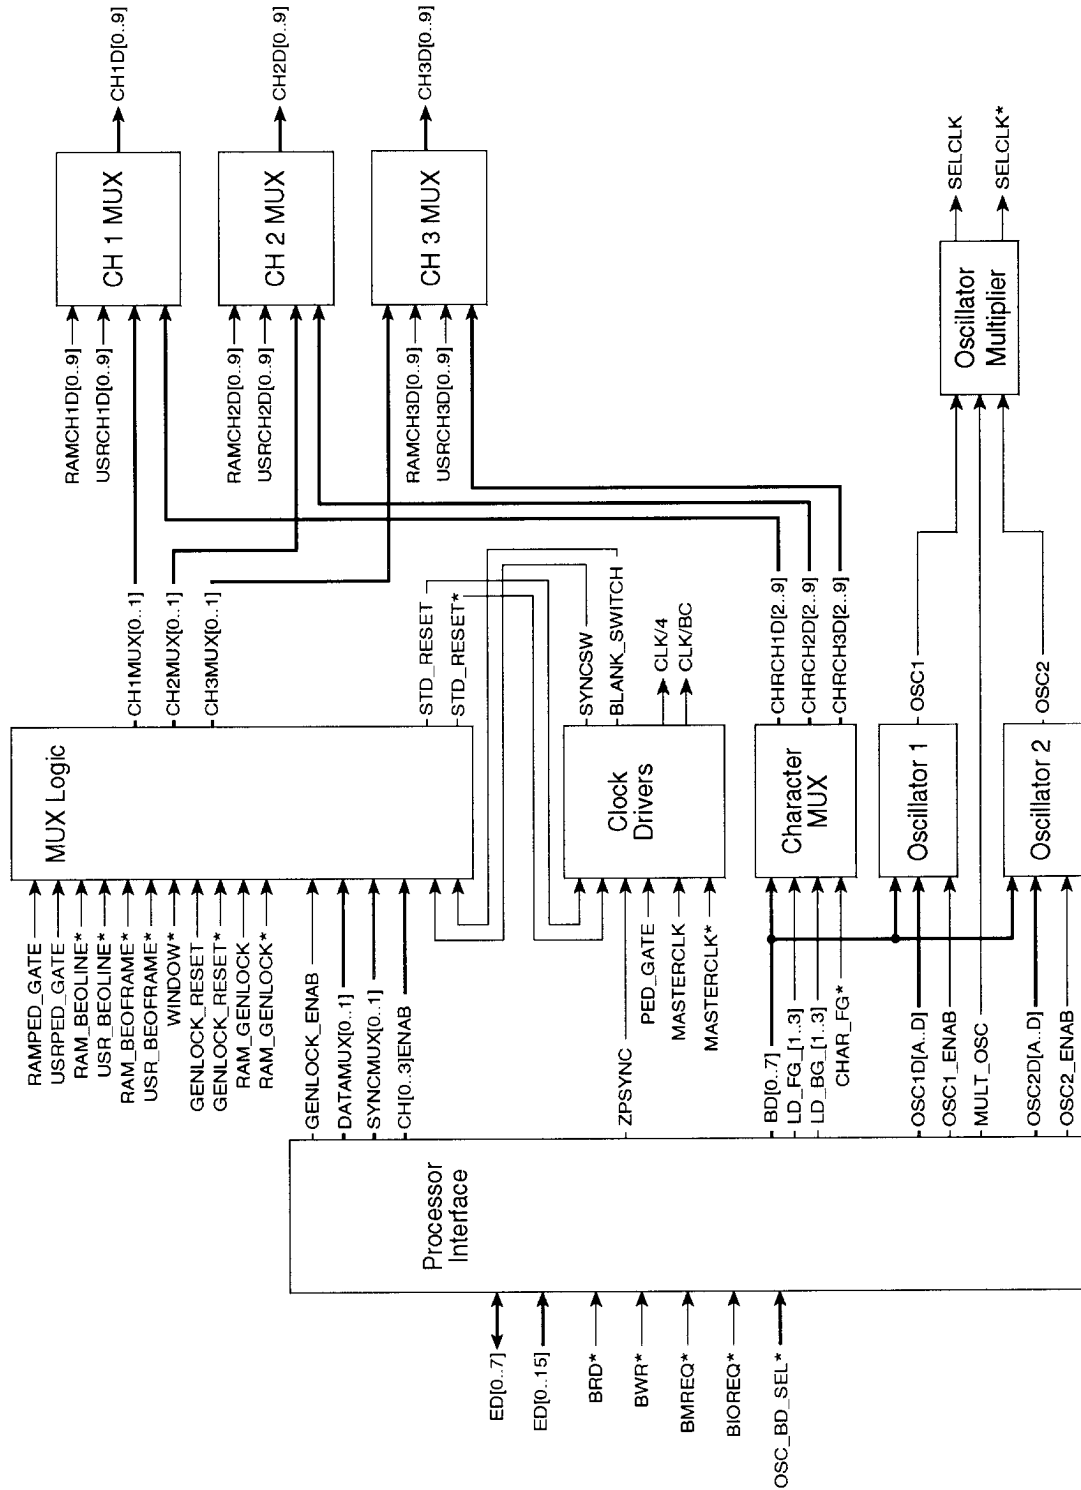 ED[0..7]
ED[0..15]
BRD*
BWR*
BMREQ*
BIOREQ*
OSC_BD_SEL*
Processor
Interface
RAMPED_GATE
USRPED_GATE
RAM_BEOLINE*
USR_BEOLINE*
RAM_BEOFRAME*
USR_BEOFRAME*
WINDOW*
GENLOCK_RESET
GENLOCK_RESET*
RAM_GENLOCK
RAM_GENLOCK*
GENLOCK_ENAB
DATAMUX[0..1]
SYNCMUX[0..1]
CH[0..3]ENAB
ZPSYNC
PED_GATE
MASTERCLK
MASTERCLK*
BD[0..7]
LD_FG_[1..3]
LD_BG_[1..3]
CHAR_FG*
OSC1D[A..D]
OSC1_ENAB
MULT_OSC
OSC2D[A..D]
OSC2_ENAB
MUX Logic
Clock
Drivers
Character
MUX
Oscillator 1
Oscillator 2
CH1MUX[0..1]
CH2MUX[0..1]
CH3MUX[0..1]
STD_RESET
STD_RESET*
SYNCSW
BLANK_SWITCH
CLK/4
CLK/BC
CHRCH1D[2..9]
CHRCH2D[2..9]
CHRCH3D[2..9]
OSC1
OSC2
RAMCH1D[0..9]
USRCH1D[0..9]
RAMCH2D[0..9]
USRCH2D[0..9]
RAMCH3D[0..9]
USRCH3D[0..9]
CH 1 MUX
CH 2 MUX
CH 3 MUX
Oscillator
Multiplier
CH1D[0..9]
CH2D[0..9]
CH3D[0..9]
SELCLK
SELCLK*